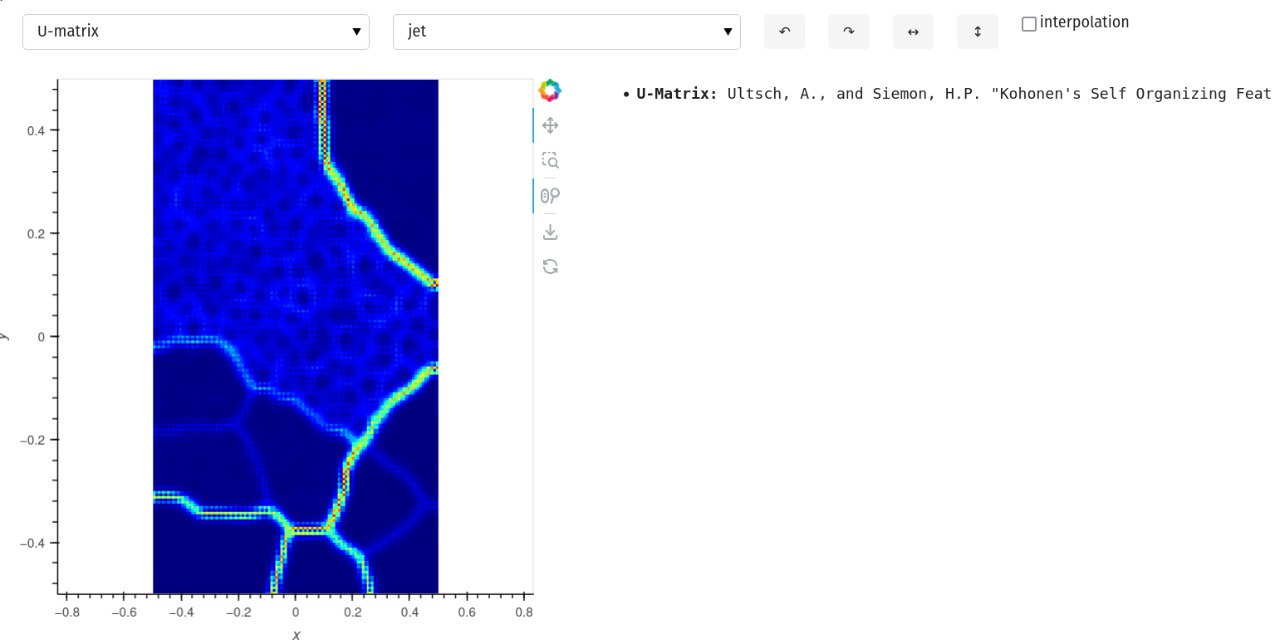 U-matrix ▼ jet ▼ ↶ ↷ ↔ ↕ interpolation
• U-Matrix: Ultsch, A., and Siemon, H.P. "Kohonen's Self Organizing Feat
0.4
0.2
0
−0.2
−0.4
y
−0.8 −0.6 −0.4 −0.2 0 0.2 0.4 0.6 0.8
x